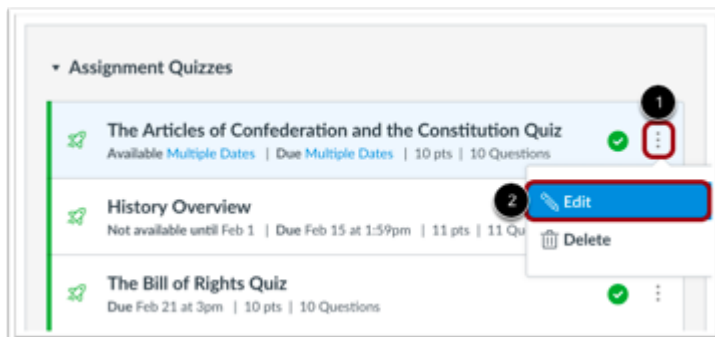 Assignment Quizzes
1
The Articles of Confederation and the Constitution Quiz
Available Multiple Dates | Due Multiple Dates | 10 pts | 10 Questions
2
Edit
History Overview
Not available until Feb 1 | Due Feb 15 at 1:59pm | 11 pts | 11 Qu
Delete
The Bill of Rights Quiz
Due Feb 21 at 3pm | 10 pts | 10 Questions